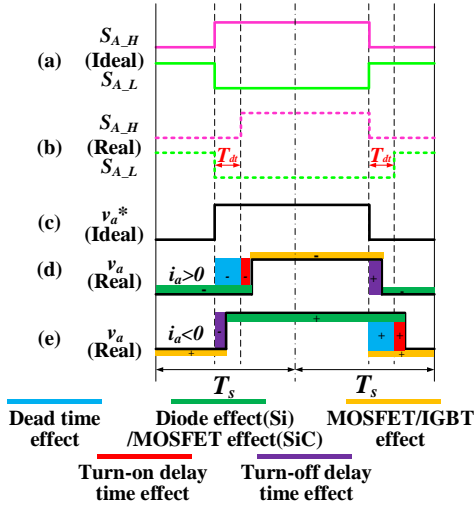 S_A_H
(a) (Ideal)
S_A_L
S_A_H
(b) (Real) T_dt T_dt
S_A_L
(c) v_a*
(Ideal)
(d) v_a i_a>0 - - - - + -
(Real)
(e) v_a i_a<0 + - + + + +
(Real)
T_s T_s
Dead time
effect
Diode effect(Si)
/MOSFET effect(SiC)
MOSFET/IGBT
effect
Turn-on delay
time effect
Turn-off delay
time effect